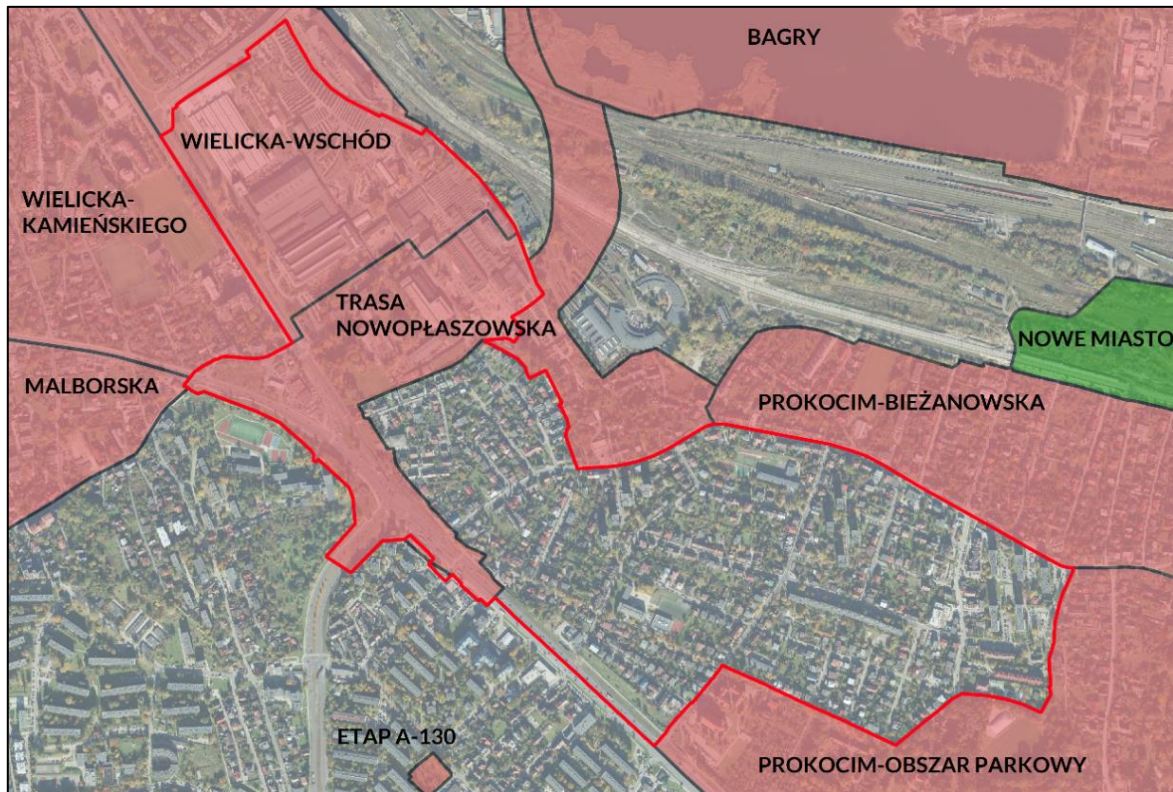 BAGRY
WIELICKA-WSCHÓD
WIELICKA-
KAMIEŃSKIEGO
TRASA
NOWOPŁASZOWSKA
NOWE MIASTO
MALBORSKA
PROKOCIM-BIEŻANOWSKA
ETAP A-130
PROKOCIM-OBSZAR PARKOWY